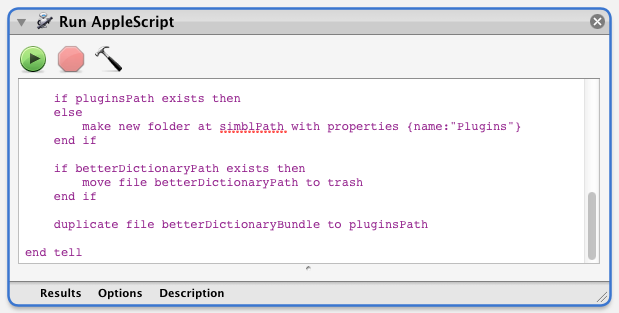 Run AppleScript
if pluginsPath exists then
else
make new folder at simblPath with properties {name:"Plugins"}
end if
if betterDictionaryPath exists then
move file betterDictionaryPath to trash
end if
duplicate file betterDictionaryBundle to pluginsPath
end tell
Results Options Description